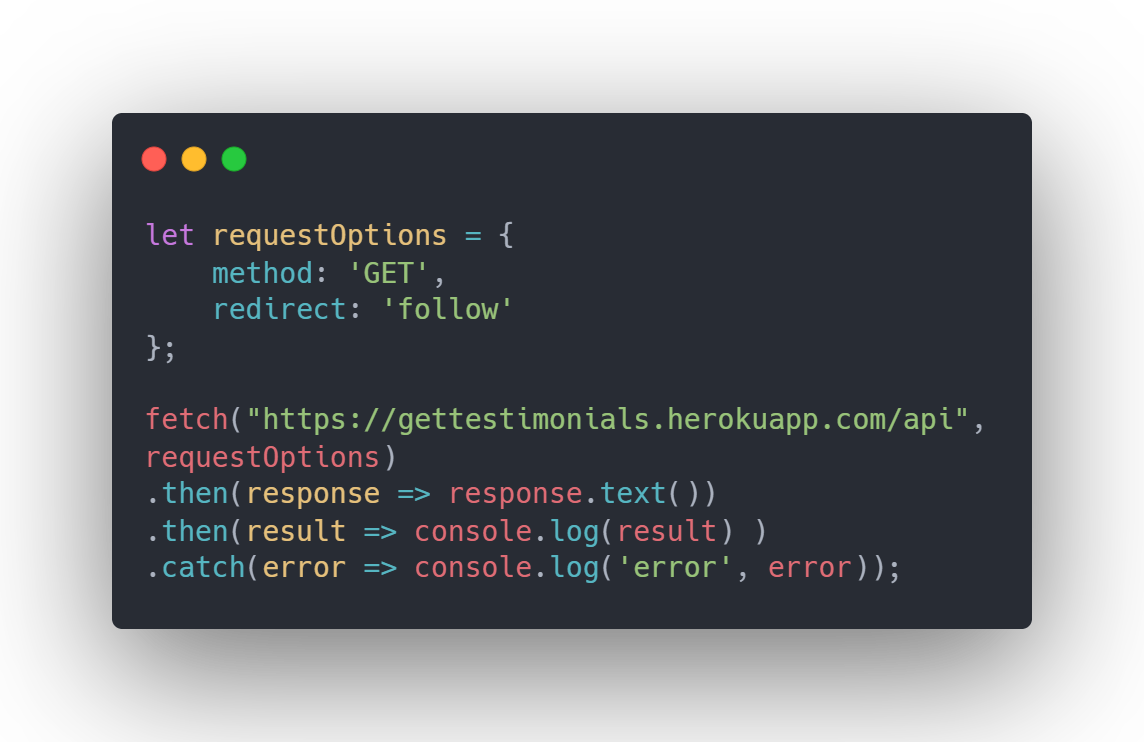 let requestOptions = {
    method: 'GET',
    redirect: 'follow'
};

fetch("https://gettestimonials.herokuapp.com/api",
requestOptions)
.then(response => response.text())
.then(result => console.log(result) )
.catch(error => console.log('error', error));